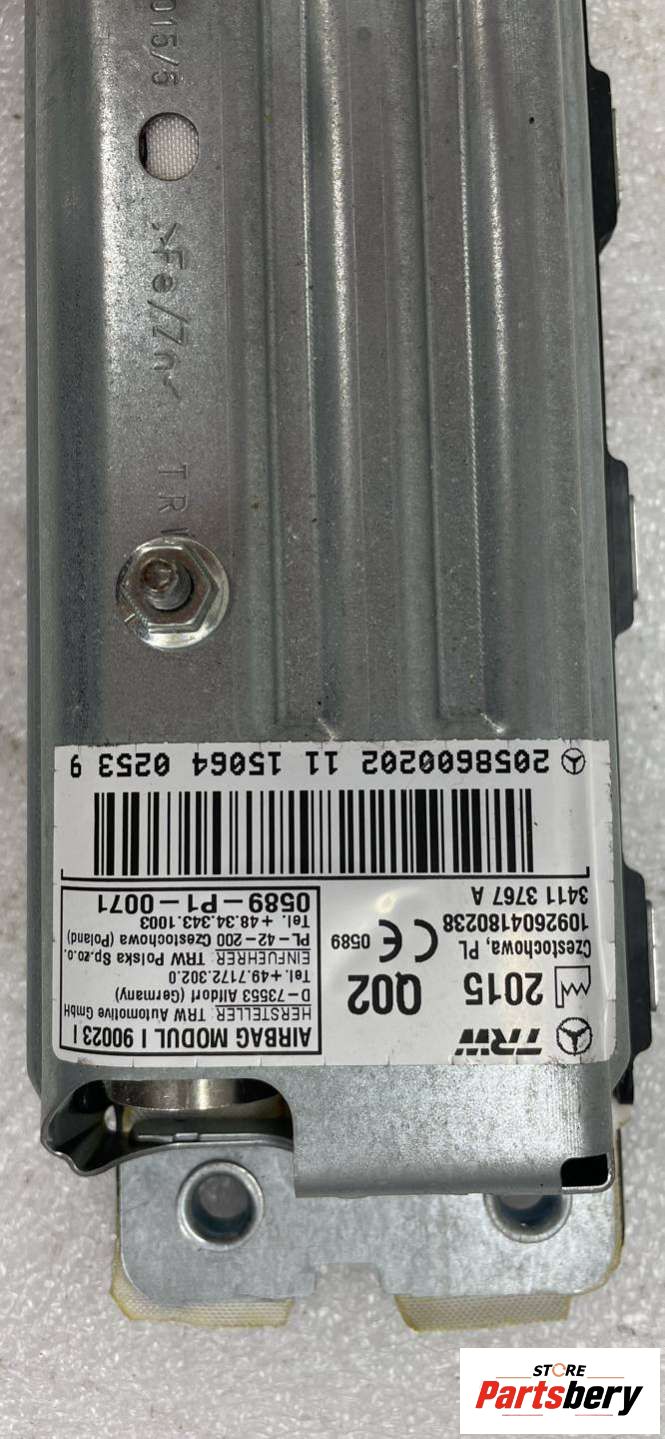 015/5
>Fe//Zn<
TRW
TRW
AIRBAG MODUL I 90023 I
HERSTELLER: TRW Automotive GmbH
D-73553 Alldorf (Germany)
Tel. +49.7172.302.0
EINFUEHRER: TRW Polska Sp.zo.o.
PL-42-200 Czestochowa (Poland)
Tel. +48.34.343.1003
0589-P1-0071
2015 Q02
Czestochowa, PL
CE 0589
1092604180238
3411 3767 A
2058600202 11 15064 0253 9
STORE
Partsbery